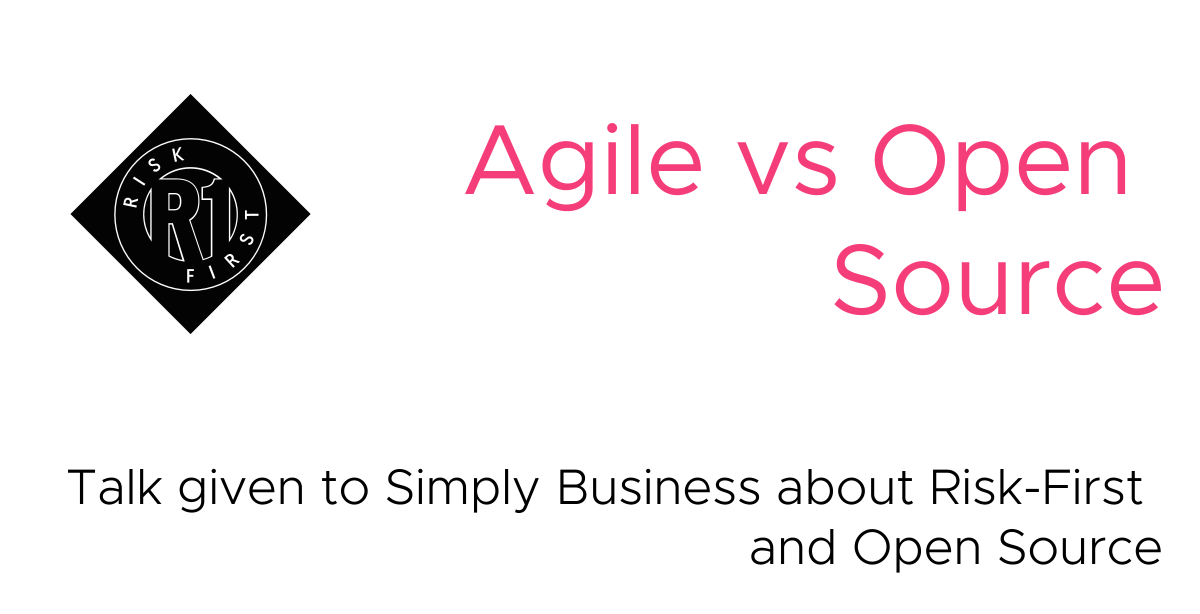 RISK
R1
FIRST
Agile vs Open
Source
Talk given to Simply Business about Risk-First
and Open Source